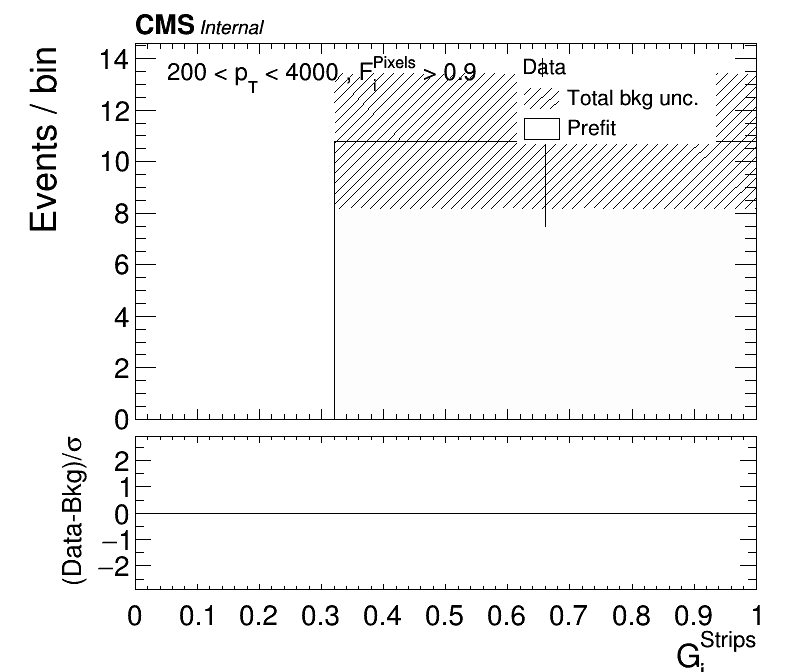 CMS Internal
Events / bin
14
12
10
8
6
4
2
0
200 < p_T < 4000 , F_i^Pixels > 0.9
Data
Total bkg unc.
Prefit
(Data-Bkg)/σ
2
1
0
−1
−2
0 0.1 0.2 0.3 0.4 0.5 0.6 0.7 0.8 0.9 1
G_i^Strips